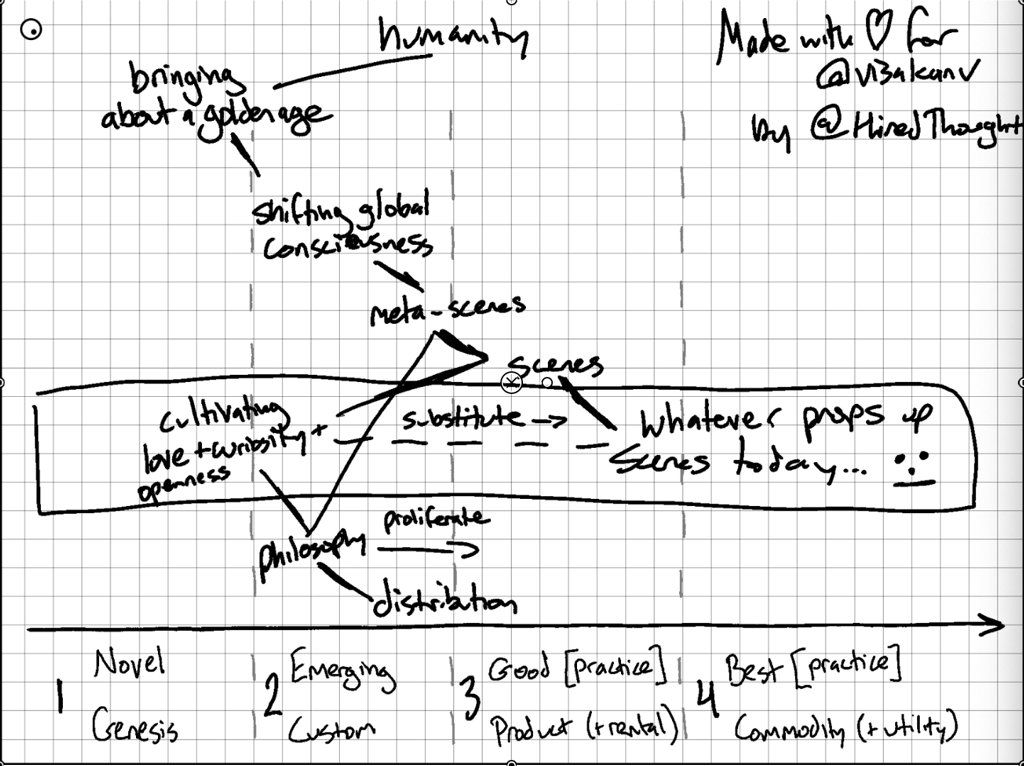 humanity
Made with ♡ for
@vi3akanv
by @HiredThought
bringing
about a golden age
shifting global
consciousness
meta-scenes
scenes
cultivating
love + curiosity +
openness
substitute →
Whatever props up
Scenes today...
philosophy
proliferate
distribution
1 Novel
Genesis
2 Emerging
Custom
3 Good [practice]
Product (+rental)
4 Best [practice]
Commodity (+utility)